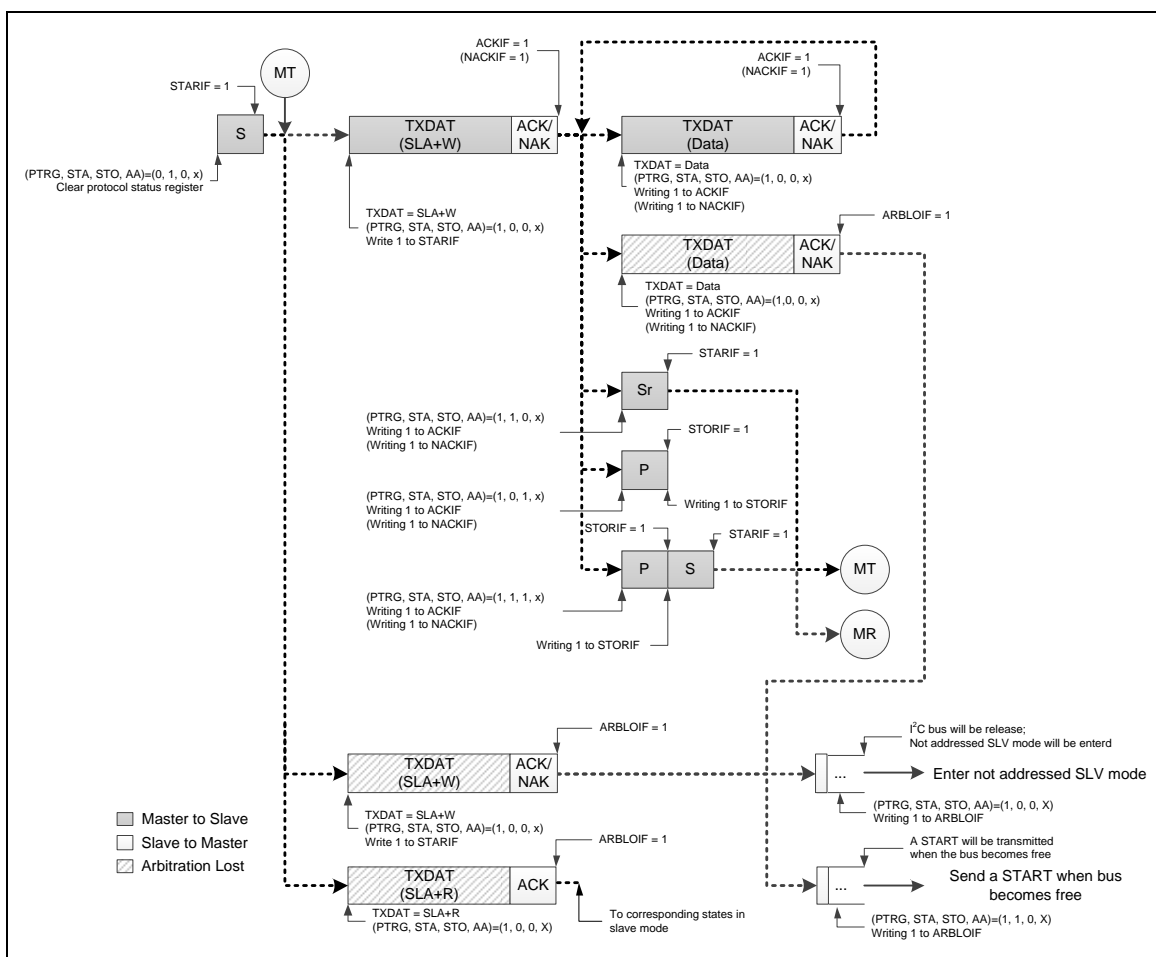 ACKIF = 1
(NACKIF = 1)
ACKIF = 1
(NACKIF = 1)
MT
STARIF = 1
S
TXDAT
(SLA+W)
ACK/
NAK
TXDAT
(Data)
ACK/
NAK
(PTRG, STA, STO, AA)=(0, 1, 0, x)
Clear protocol status register
TXDAT = SLA+W
(PTRG, STA, STO, AA)=(1, 0, 0, x)
Write 1 to STARIF
TXDAT = Data
(PTRG, STA, STO, AA)=(1, 0, 0, x)
Writing 1 to ACKIF
(Writing 1 to NACKIF)
ARBLOIF = 1
TXDAT
(Data)
ACK/
NAK
TXDAT = Data
(PTRG, STA, STO, AA)=(1,0, 0, x)
Writing 1 to ACKIF
(Writing 1 to NACKIF)
STARIF = 1
Sr
(PTRG, STA, STO, AA)=(1, 1, 0, x)
Writing 1 to ACKIF
(Writing 1 to NACKIF)
STORIF = 1
P
(PTRG, STA, STO, AA)=(1, 0, 1, x)
Writing 1 to ACKIF
(Writing 1 to NACKIF)
Writing 1 to STORIF
STORIF = 1
STARIF = 1
P
S
MT
(PTRG, STA, STO, AA)=(1, 1, 1, x)
Writing 1 to ACKIF
(Writing 1 to NACKIF)
Writing 1 to STORIF
MR
ARBLOIF = 1
TXDAT
(SLA+W)
ACK/
NAK
TXDAT = SLA+W
(PTRG, STA, STO, AA)=(1, 0, 0, x)
Write 1 to STARIF
I²C bus will be release;
Not addressed SLV mode will be enterd
...
Enter not addressed SLV mode
(PTRG, STA, STO, AA)=(1, 0, 0, X)
Writing 1 to ARBLOIF
Master to Slave
Slave to Master
Arbitration Lost
ARBLOIF = 1
TXDAT
(SLA+R)
ACK
TXDAT = SLA+R
(PTRG, STA, STO, AA)=(1, 0, 0, X)
To corresponding states in
slave mode
A START will be transmitted
when the bus becomes free
...
Send a START when bus
becomes free
(PTRG, STA, STO, AA)=(1, 1, 0, X)
Writing 1 to ARBLOIF